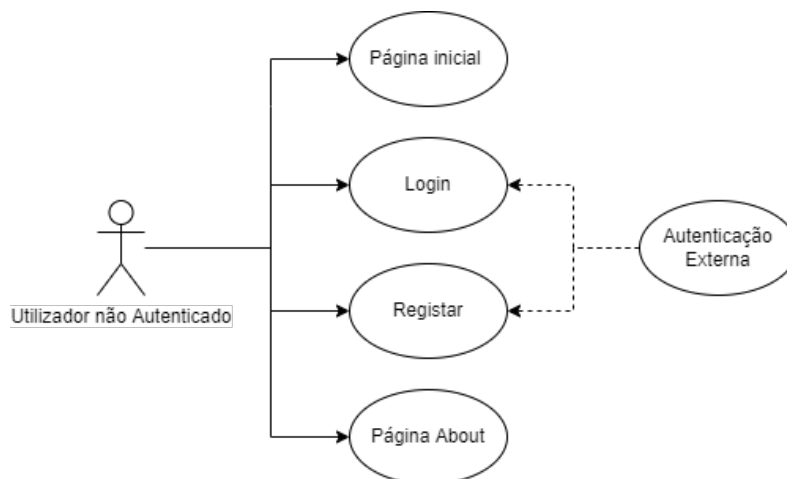 Página inicial
Login
Autenticação
Externa
Registar
Utilizador não Autenticado
Página About